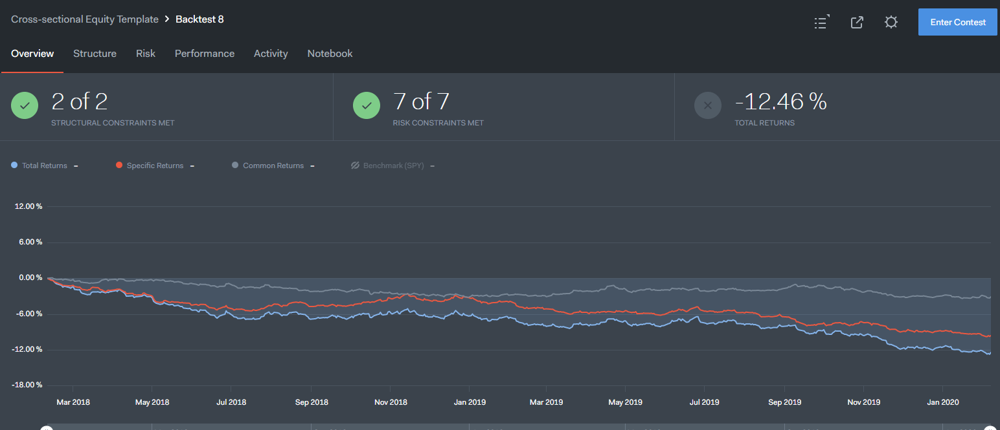 Cross-sectional Equity Template > Backtest 8
Enter Contest
Overview Structure Risk Performance Activity Notebook
2 of 2
STRUCTURAL CONSTRAINTS MET
7 of 7
RISK CONSTRAINTS MET
-12.46 %
TOTAL RETURNS
Total Returns – Specific Returns – Common Returns – Benchmark (SPY) –
12.00 %
6.00 %
0.00 %
-6.00 %
-12.00 %
-18.00 %
Mar 2018 May 2018 Jul 2018 Sep 2018 Nov 2018 Jan 2019 Mar 2019 May 2019 Jul 2019 Sep 2019 Nov 2019 Jan 2020